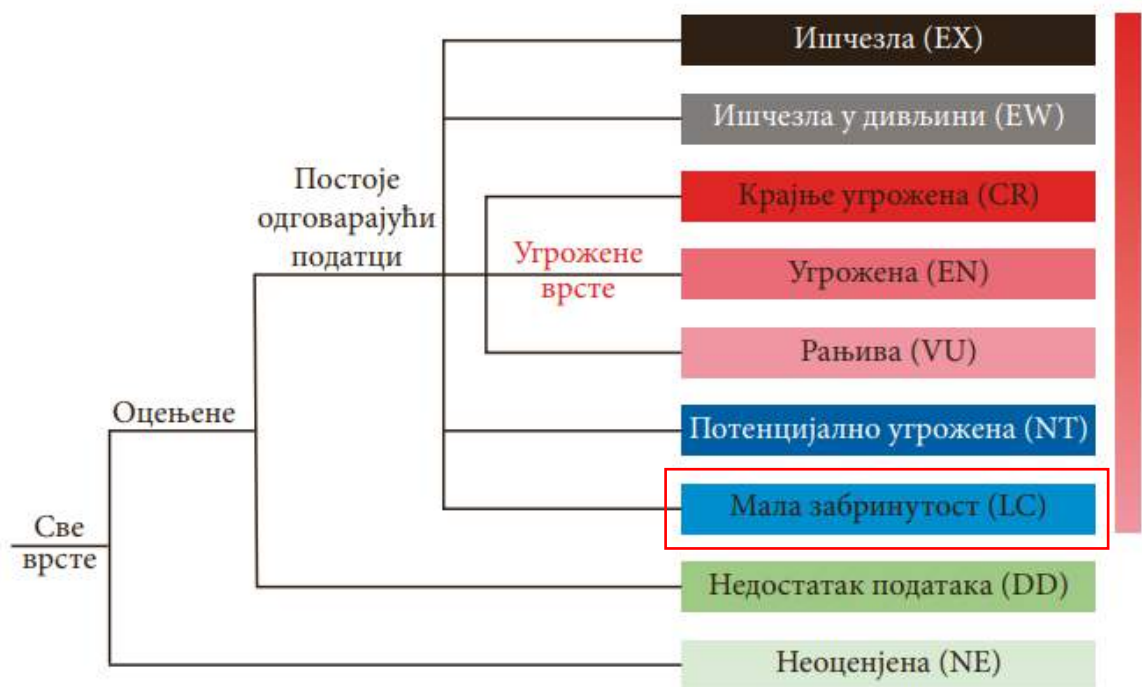 Ишчезла (EX)
Ишчезла у дивљини (EW)
Постоје
одговарајући
податци
Крајње угрожена (CR)
Угрожене
врсте
Угрожена (EN)
Рањива (VU)
Оцењене
Потенцијално угрожена (NT)
Мала забринутост (LC)
Све
врсте
Недостатак података (DD)
Неоцењена (NE)